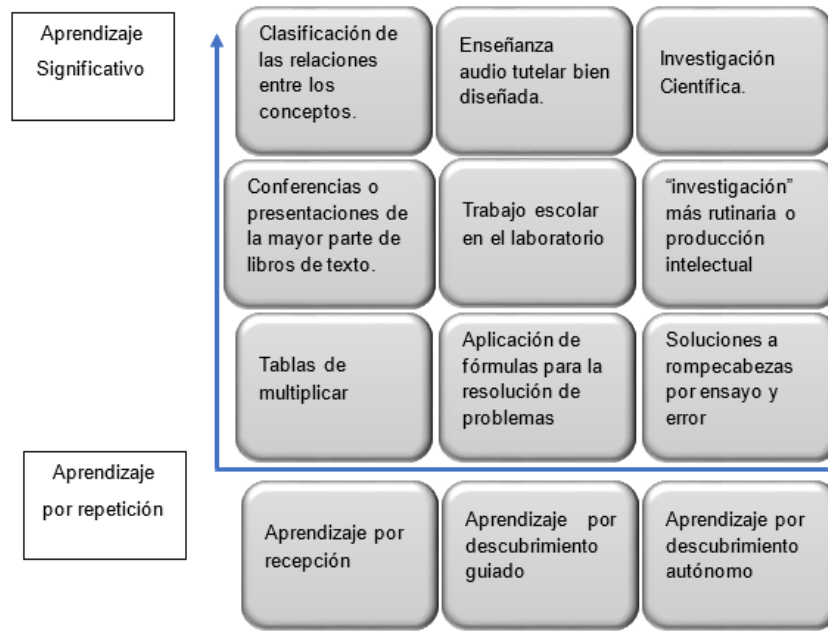 Aprendizaje
Significativo
Clasificación de
las relaciones
entre los
conceptos.
Enseñanza
audio tutelar bien
diseñada.
Investigación
Científica.
Conferencias o
presentaciones de
la mayor parte de
libros de texto.
Trabajo escolar
en el laboratorio
“investigación”
más rutinaria o
producción
intelectual
Tablas de
multiplicar
Aplicación de
fórmulas para la
resolución de
problemas
Soluciones a
rompecabezas
por ensayo y
error
Aprendizaje
por repetición
Aprendizaje por
recepción
Aprendizaje por
descubrimiento
guiado
Aprendizaje por
descubrimiento
autónomo